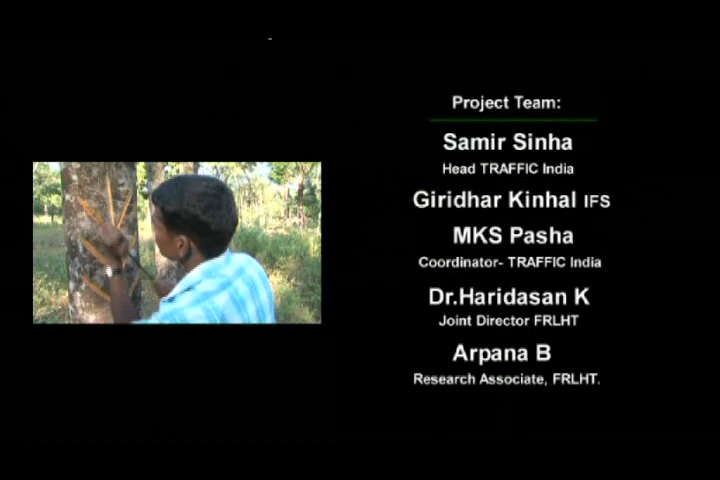 Project Team:
Samir Sinha
Head TRAFFIC India
Giridhar Kinhal IFS
MKS Pasha
Coordinator- TRAFFIC India
Dr.Haridasan K
Joint Director FRLHT
Arpana B
Research Associate, FRLHT.